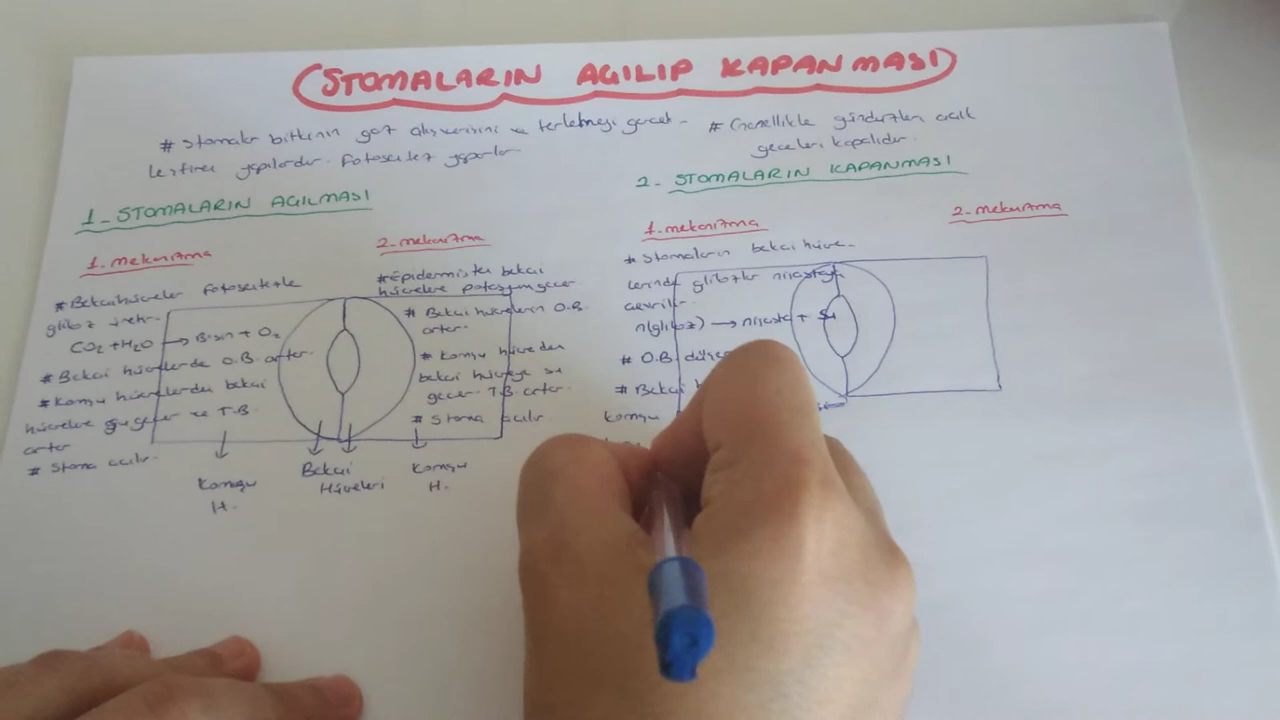 STOMALARIN AÇILIP KAPANMASI
# Stomalar bitkinin gaz alışverişini ve terlemeyi gerçek-
leştiren yapılardır. Fotosentez yaparlar
# Genellikle gündüzleri açık
geceleri kapalıdır.
1- STOMALARIN AÇILMASI
1. mekanizma
# Bekçi hücreler fotosentezle
glikoz üretir.
CO2 + H2O → Besin + O2
# Bekçi hücrelerde O.B. artar.
# Komşu hücrelerden bekçi
hücrelere su geçer ve T.B.
artar
# Stoma açılır.
2. mekanizma
# Epidermisten bekçi
hücrelere potasyum geçer
# Bekçi hücrelerin O.B.
artar.
# Komşu hücreden
bekçi hücreye su
geçer. T.B. artar.
# Stoma açılır.
Komşu
H.
Bekçi
Hücreleri
Komşu
H.
2- STOMALARIN KAPANMASI
1. mekanizma
# Stomaların bekçi hücre-
lerinde glikozlar nişastaya
çevrilir.
n(glikoz) → nişasta + Su
# O.B. düşer
# Bekçi
komşu
2. mekanizma